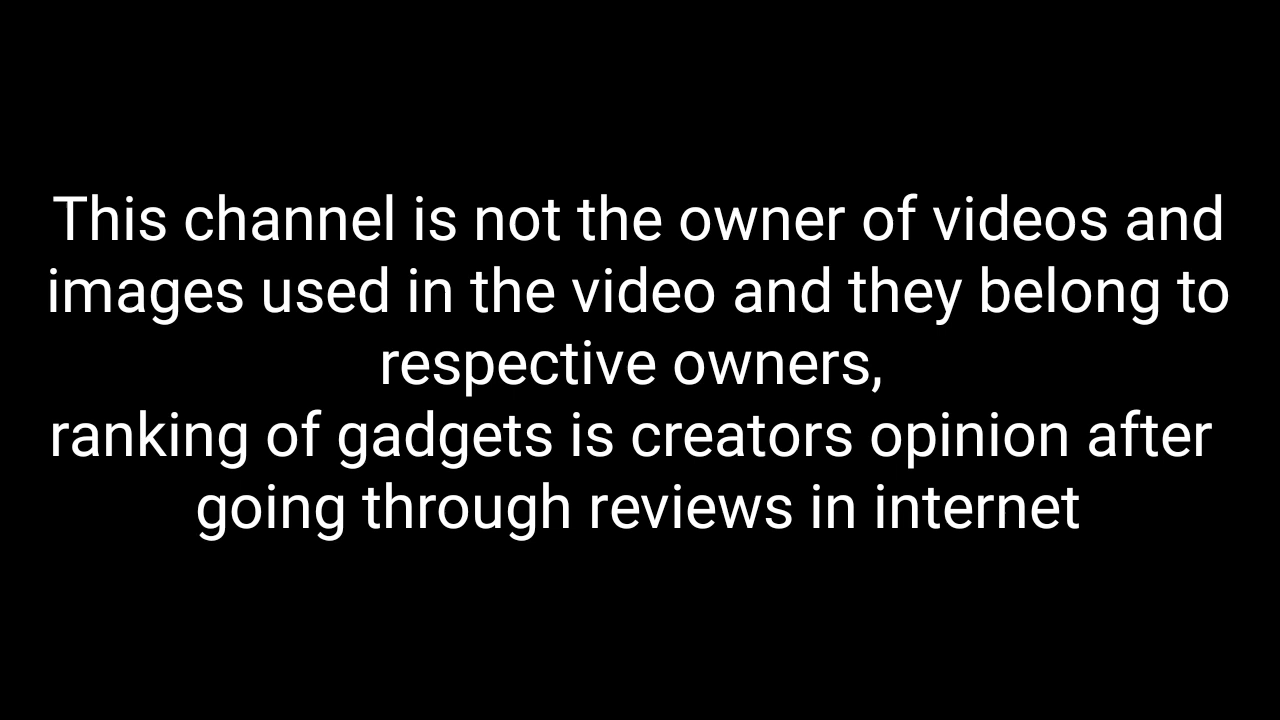 This channel is not the owner of videos and
images used in the video and they belong to
respective owners,
ranking of gadgets is creators opinion after
going through reviews in internet